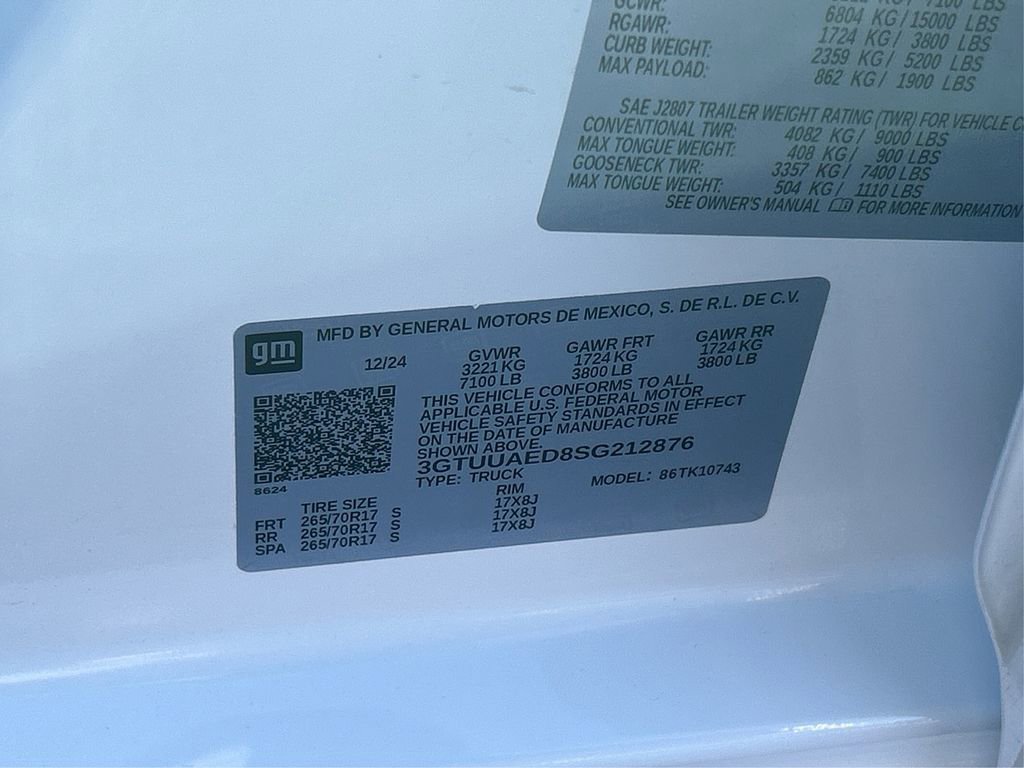 GCWR: 6804 KG / 15000 LBS
RGAWR: 1724 KG / 3800 LBS
CURB WEIGHT: 2359 KG / 5200 LBS
MAX PAYLOAD: 862 KG / 1900 LBS
SAE J2807 TRAILER WEIGHT RATING (TWR) FOR VEHICLE
CONVENTIONAL TWR: 4082 KG / 9000 LBS
MAX TONGUE WEIGHT: 408 KG / 900 LBS
GOOSENECK TWR: 3357 KG / 7400 LBS
MAX TONGUE WEIGHT: 504 KG / 1110 LBS
SEE OWNER'S MANUAL FOR MORE INFORMATION
gm
MFD BY GENERAL MOTORS DE MEXICO, S. DE R.L. DE C.V.
12/24 GVWR GAWR FRT GAWR RR
3221 KG 1724 KG 1724 KG
7100 LB 3800 LB 3800 LB
THIS VEHICLE CONFORMS TO ALL
APPLICABLE U.S. FEDERAL MOTOR
VEHICLE SAFETY STANDARDS IN EFFECT
ON THE DATE OF MANUFACTURE
SHOWN ABOVE.
3GTUUAED8SG212876
TYPE: TRUCK MODEL: 86TK10743
8624
TIRE SIZE RIM
FRT 265/70R17 S 17X8J
RR 265/70R17 S 17X8J
SPA 265/70R17 S 17X8J